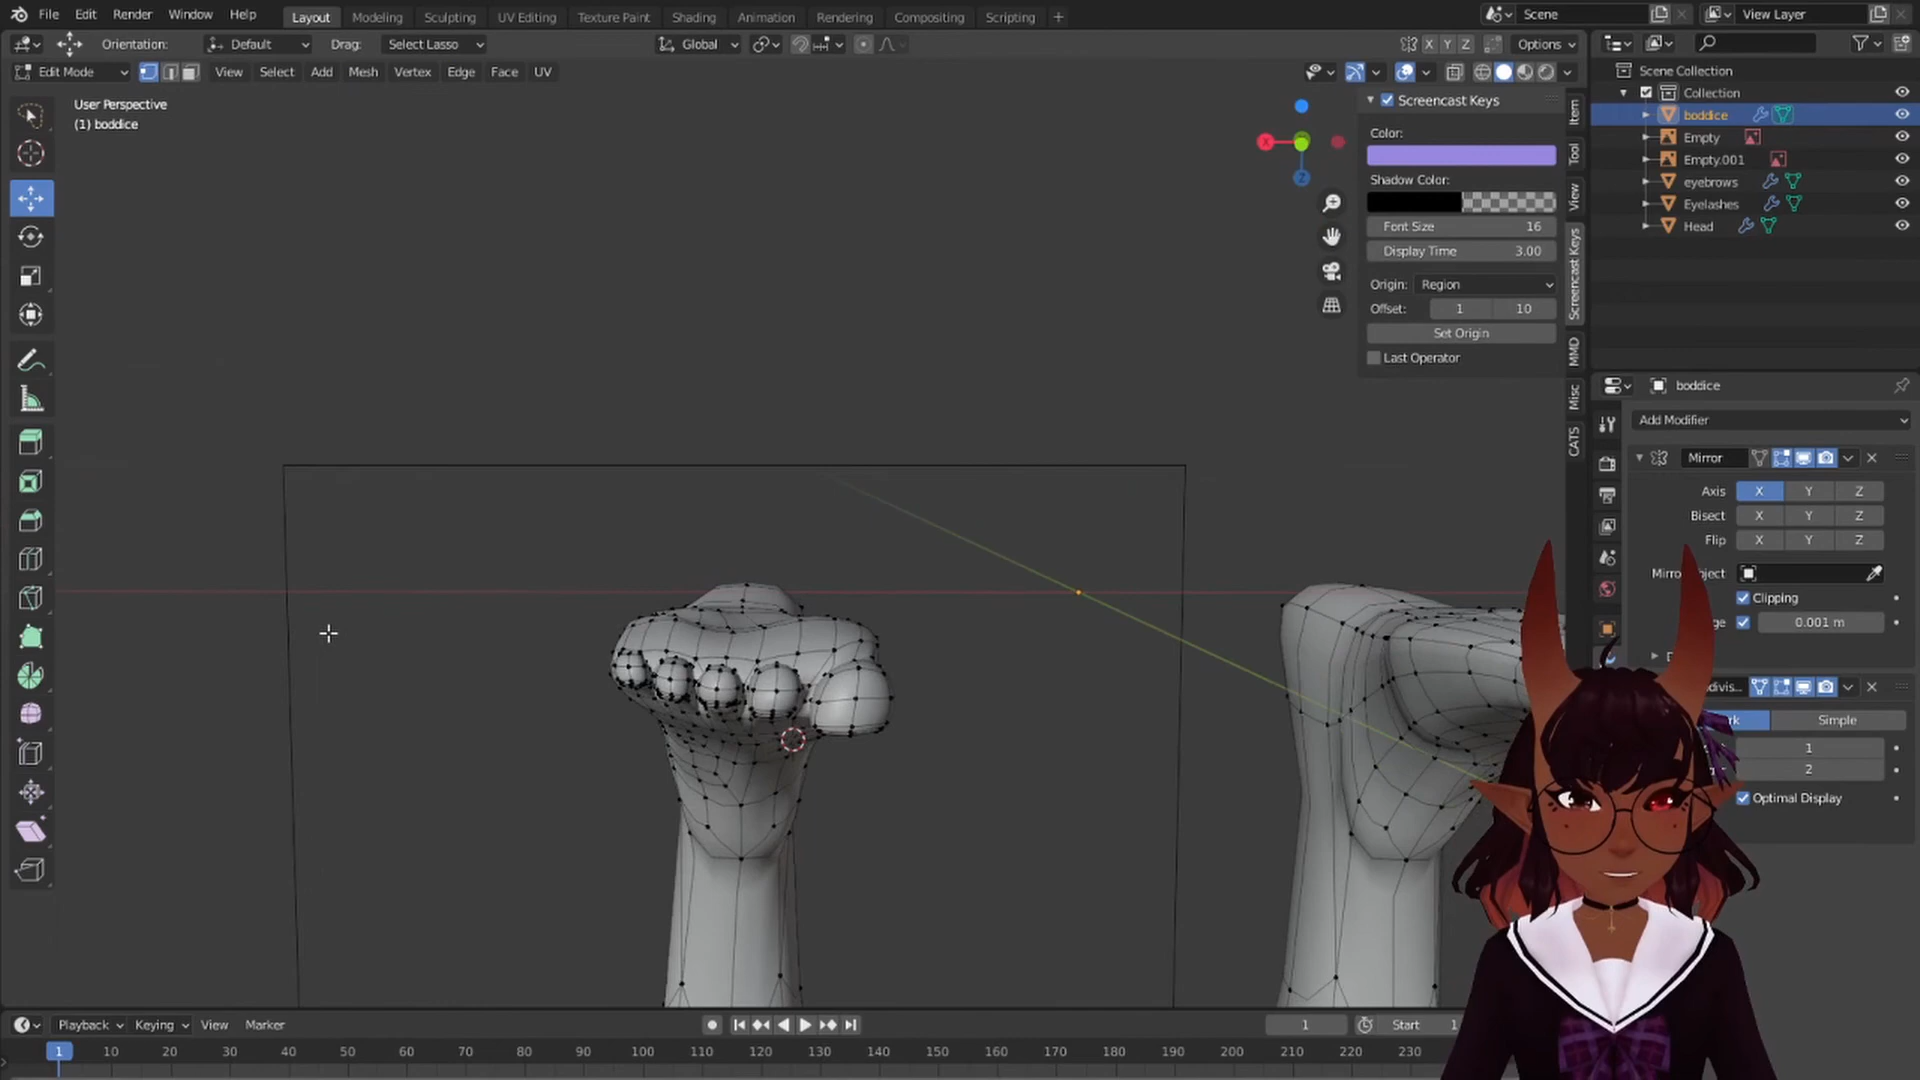 File Edit Render Window Help Layout Modeling Sculpting UV Editing Texture Paint Shading Animation Rendering Compositing Scripting + Scene View Layer
Orientation: Default Drag: Select Lasso Global X Y Z Options
Edit Mode View Select Add Mesh Vertex Edge Face UV
User Perspective
(1) boddice
X
Z
Screencast Keys
Color:
Shadow Color:
Font Size 16
Display Time 3.00
Origin: Region
Offset: 1 10
Set Origin
Last Operator
Item
Tool
View
Screencast Keys
MMD
Misc
CATS
Scene Collection
Collection
boddice
Empty
Empty.001
eyebrows
Eyelashes
Head
boddice
Add Modifier
Mirror
Axis X Y Z
Bisect X Y Z
Flip X Y Z
Clipping
0.001 m
Simple
1
2
Optimal Display
Playback Keying View Marker 1 Start 1
1 10 20 30 40 50 60 70 80 90 100 110 120 130 140 150 160 170 180 190 200 210 220 230